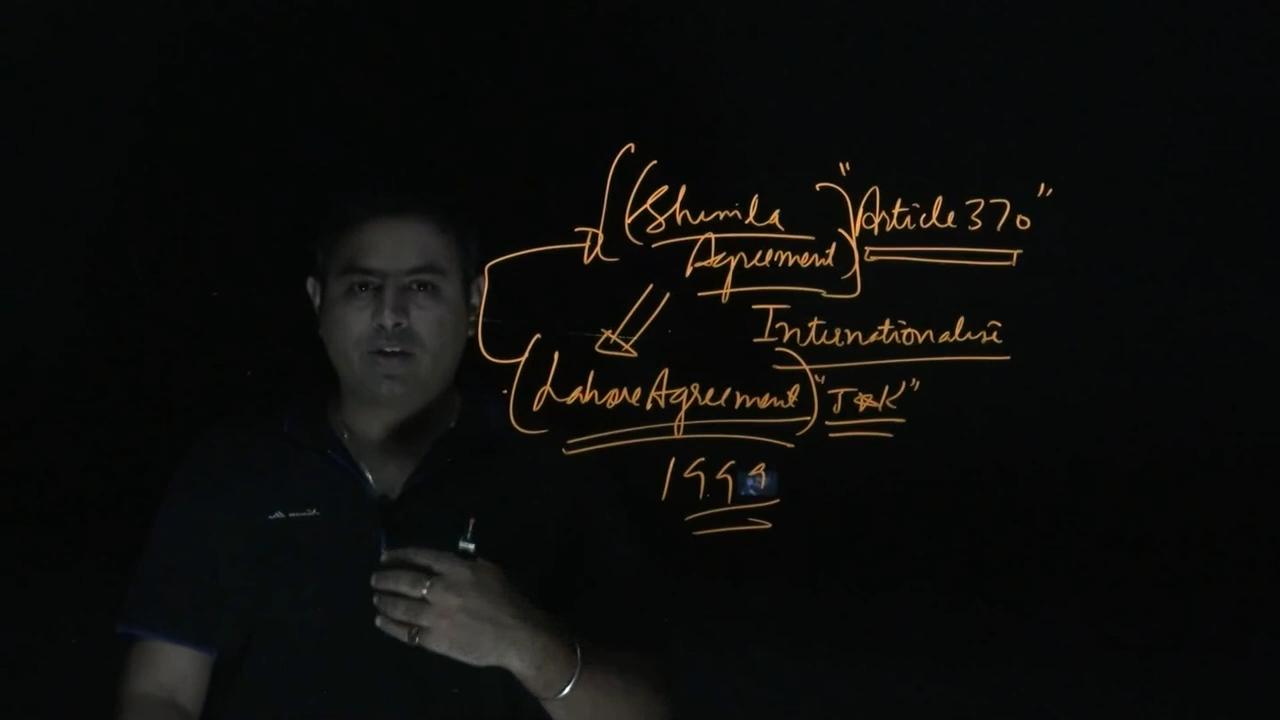 (Shimla "Article 370"
Agreement)
Internationalise
(Lahore Agreement) "J&K"
1999